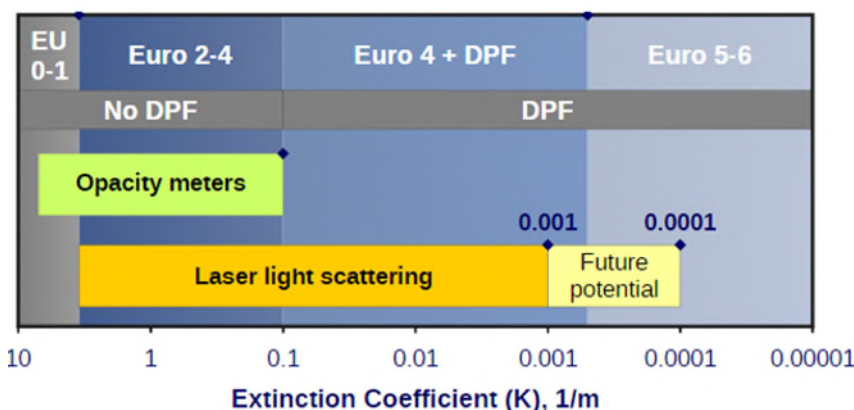 EU
0-1
Euro 2-4
Euro 4 + DPF
Euro 5-6
No DPF
DPF
Opacity meters
0.001
0.0001
Laser light scattering
Future
potential
10
1
0.1
0.01
0.001
0.0001
0.00001
Extinction Coefficient (K), 1/m